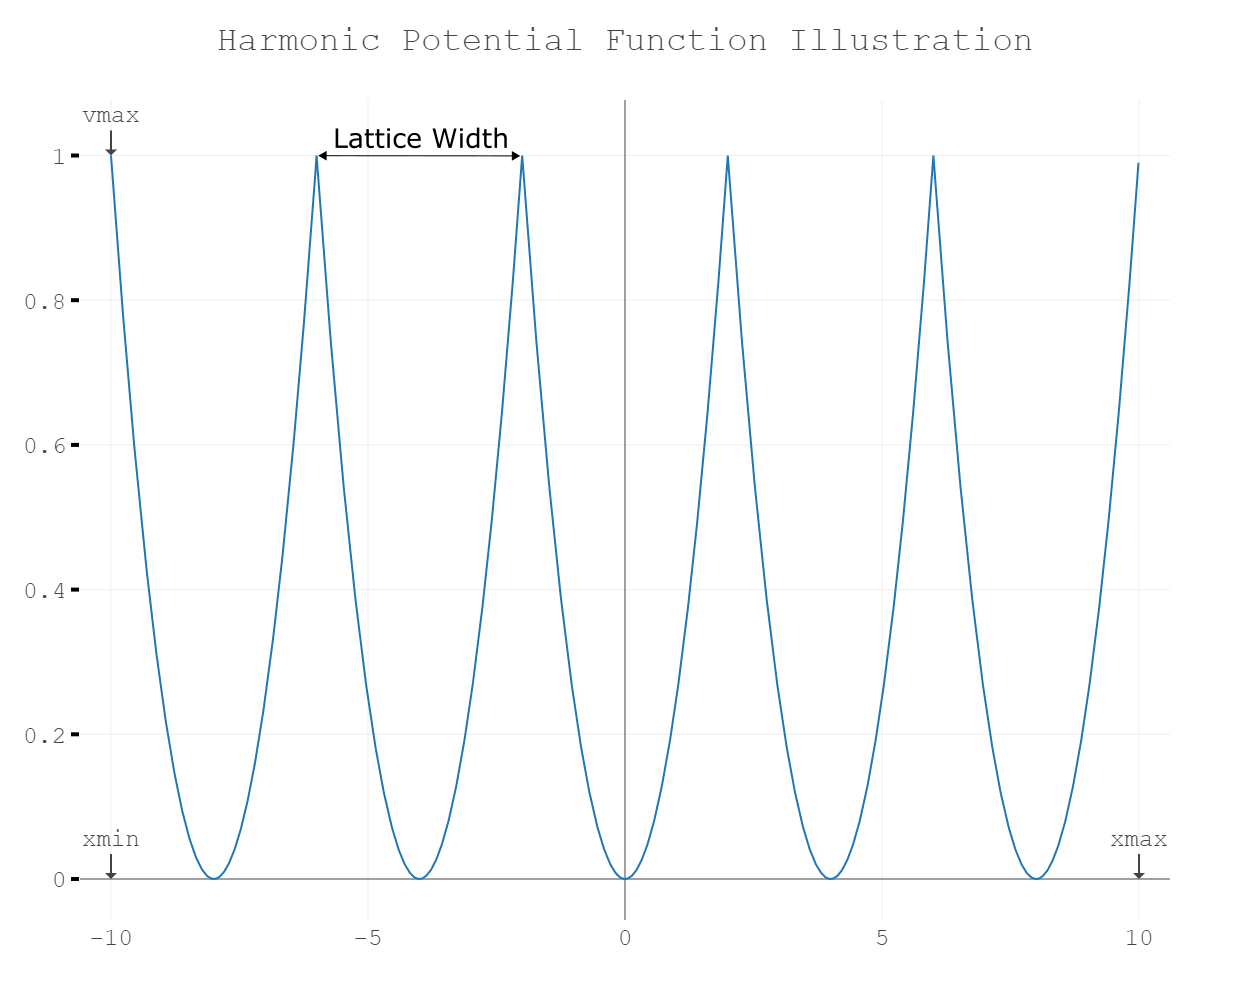 Harmonic Potential Function Illustration
vmax
Lattice Width
1
0.8
0.6
0.4
0.2
xmin
xmax
0
−10
−5
0
5
10